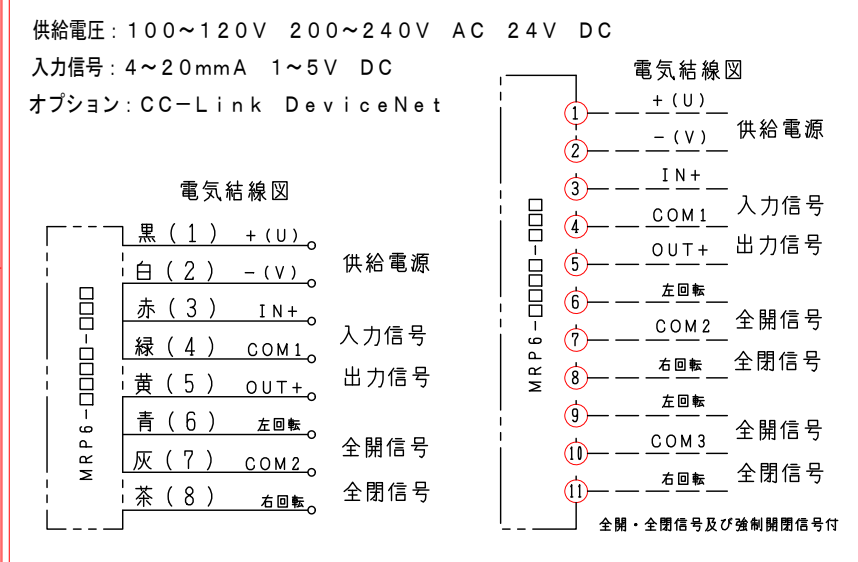 供給電圧:100~120V 200~240V AC 24V DC
入力信号:4~20mmA 1~5V DC
オプション:CC-Link DeviceNet
電気結線図
MRP6-□□□□-□□□
黒(1) +(U)
白(2) -(V)
供給電源
赤(3) IN+
緑(4) COM1
入力信号
黄(5) OUT+
出力信号
青(6) 左回転
灰(7) COM2
全開信号
茶(8) 右回転
全閉信号
電気結線図
MRP6-□□□□-□□□
① +(U)
② -(V)
供給電源
③ IN+
④ COM1
入力信号
⑤ OUT+
出力信号
⑥ 左回転
⑦ COM2
全開信号
⑧ 右回転
全閉信号
⑨ 左回転
⑩ COM3
全開信号
⑪ 右回転
全閉信号
全開・全閉信号及び強制開閉信号付